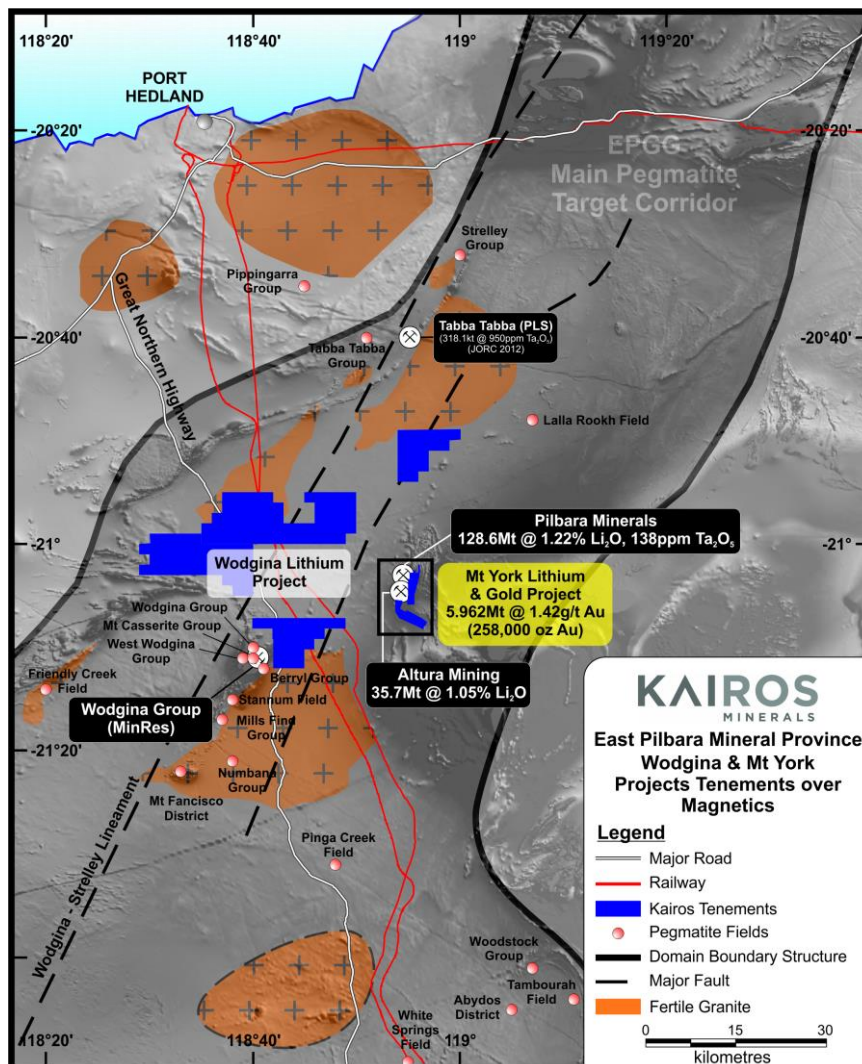 118°20'
118°40'
119°
119°20'
PORT
HEDLAND
-20°20'
-20°20'
EPGG
Main Pegmatite
Target Corridor
Strelley
Group
Pippingarra
Group
Great Northern Highway
-20°40'
-20°40'
Tabba Tabba (PLS)
(318.1kt @ 950ppm Ta₂O₅)
(JORC 2012)
Tabba Tabba
Group
Lalla Rookh Field
-21°
-21°
Pilbara Minerals
128.6Mt @ 1.22% Li₂O, 138ppm Ta₂O₅
Wodgina Lithium
Project
Mt York Lithium
& Gold Project
5.962Mt @ 1.42g/t Au
(258,000 oz Au)
Wodgina Group
Mt Casserite Group
West Wodgina
Group
Friendly Creek
Field
Berryl Group
Altura Mining
35.7Mt @ 1.05% Li₂O
Wodgina Group
(MinRes)
Stannum Field
Mills Find
Group
-21°20'
Numbana
Group
Mt Fancisco
District
Wodgina - Strelley Lineament
Pinga Creek
Field
Woodstock
Group
Tambourah
Field
Abydos
District
White
Springs
Field
118°20'
118°40'
119°
KAIROS
MINERALS
East Pilbara Mineral Province
Wodgina & Mt York
Projects Tenements over
Magnetics
Legend
Major Road
Railway
Kairos Tenements
Pegmatite Fields
Domain Boundary Structure
Major Fault
Fertile Granite
0 15 30
kilometres